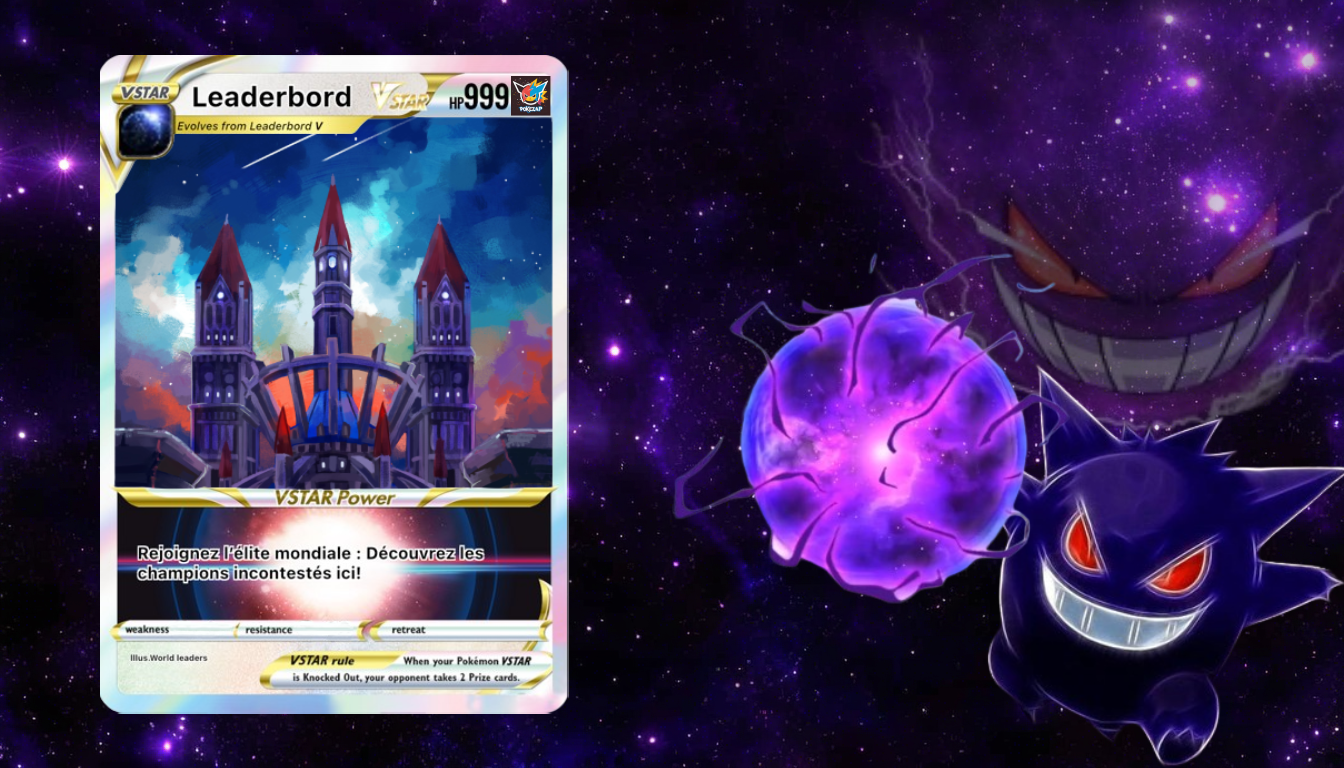 VSTAR
Leaderbord VSTAR HP999
POKEZAP
Evolves from Leaderbord V
VSTAR Power
Rejoignez l'élite mondiale : Découvrez les
champions incontestés ici!
weakness resistance retreat
Illus.World leaders
VSTAR rule When your Pokémon VSTAR
is Knocked Out, your opponent takes 2 Prize cards.